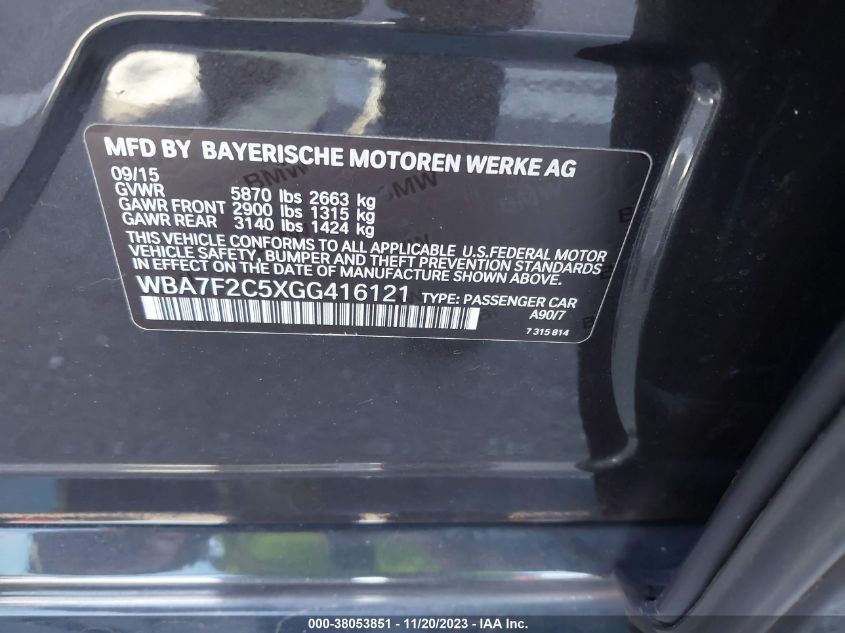 MFD BY BAYERISCHE MOTOREN WERKE AG
09/15
GVWR 5870 lbs 2663 kg
GAWR FRONT 2900 lbs 1315 kg
GAWR REAR 3140 lbs 1424 kg
THIS VEHICLE CONFORMS TO ALL APPLICABLE U.S.FEDERAL MOTOR
VEHICLE SAFETY, BUMPER AND THEFT PREVENTION STANDARDS
IN EFFECT ON THE DATE OF MANUFACTURE SHOWN ABOVE.
WBA7F2C5XGG416121 TYPE: PASSENGER CAR
A90/7
7 315 814
BMW
BMW
BMW
000-38053851 - 11/20/2023 - IAA Inc.